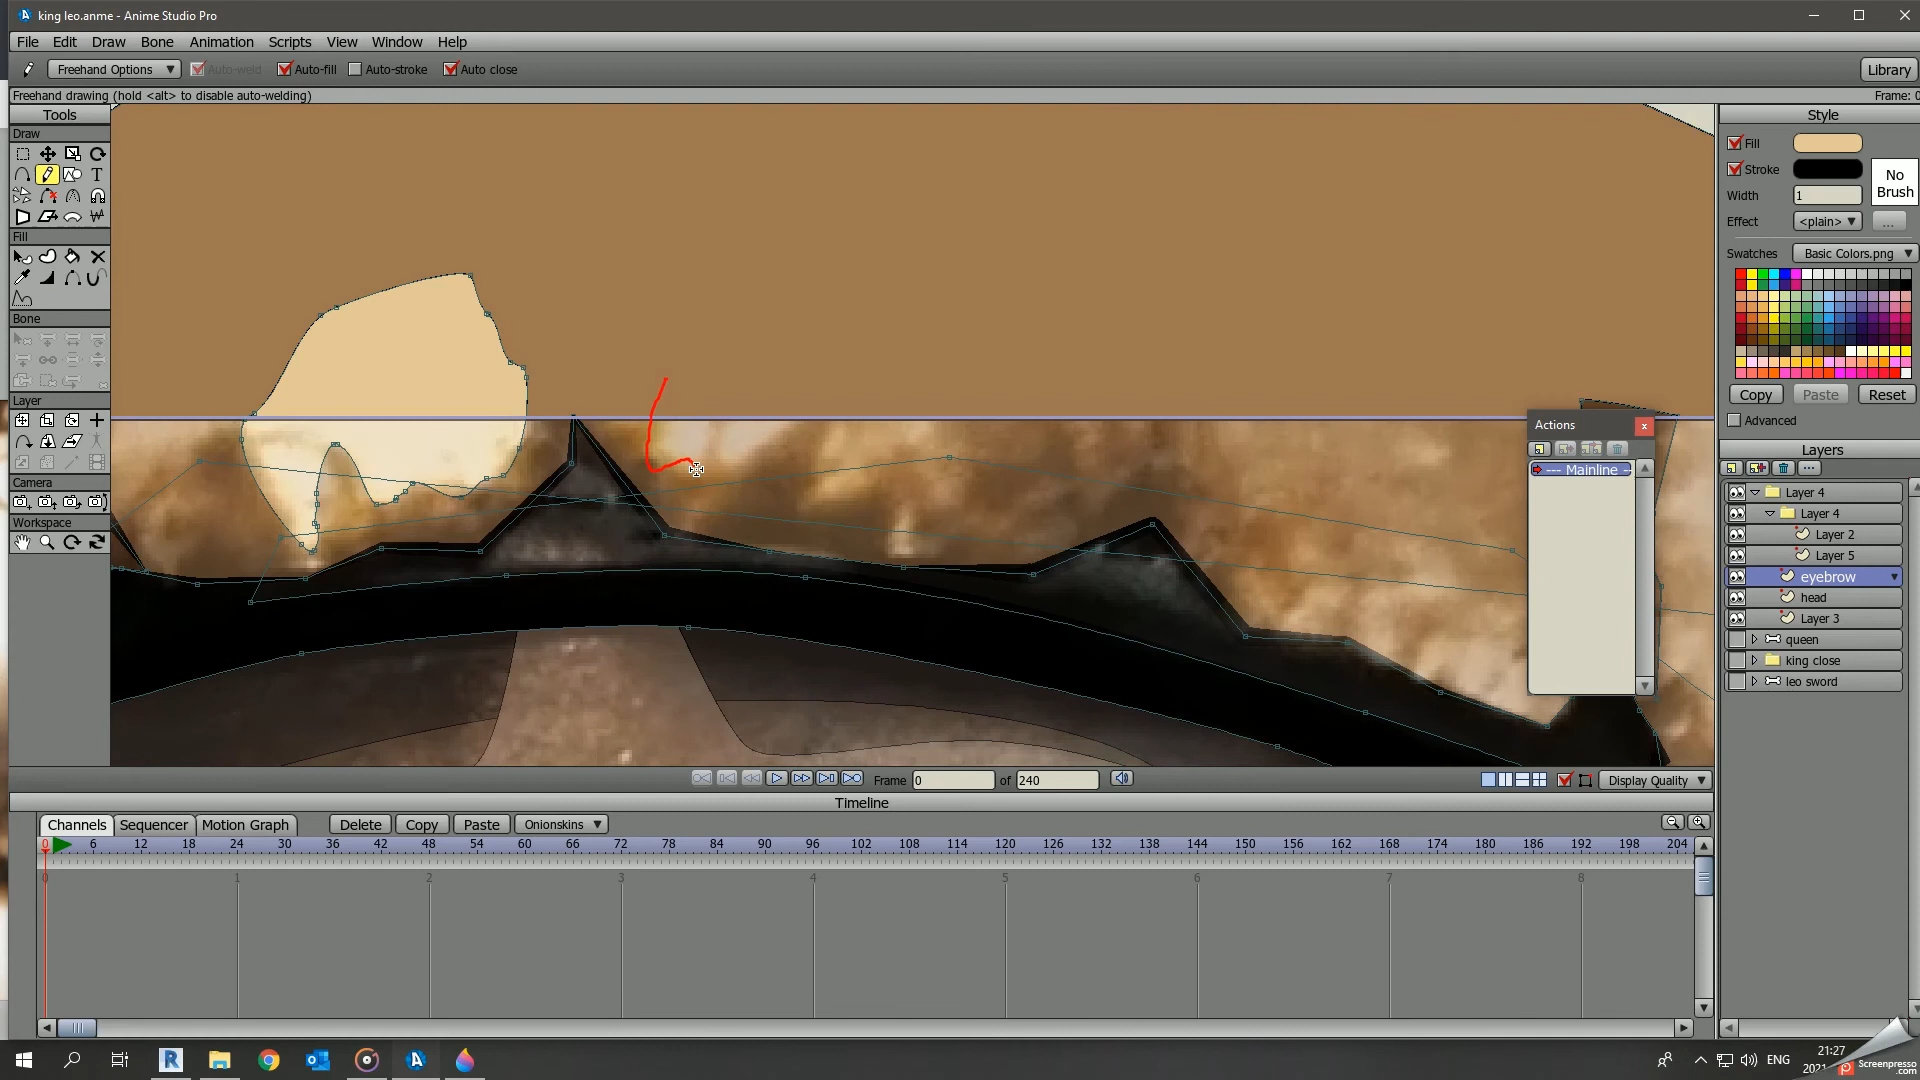 king leo.anme - Anime Studio Pro
File Edit Draw Bone Animation Scripts View Window Help
Freehand Options Auto-weld Auto-fill Auto-stroke Auto close Library
Freehand drawing (hold <alt> to disable auto-welding) Frame: 0
Tools
Draw
T
Fill
Bone
Layer
Camera
Workspace
Style
Fill
Stroke
No Brush
Width 1
Effect <plain> ...
Swatches Basic Colors.png
Copy Paste Reset
Advanced
Actions x
--- Mainline --
Layers
...
Layer 4
Layer 4
Layer 2
Layer 5
eyebrow
head
Layer 3
queen
king close
leo sword
Frame 0 of 240 Display Quality
Timeline
Channels Sequencer Motion Graph Delete Copy Paste Onionskins
0 6 12 18 24 30 36 42 48 54 60 66 72 78 84 90 96 102 108 114 120 126 132 138 144 150 156 162 168 174 180 186 192 198 204
0 1 2 3 4 5 6 7 8
R ENG 21:27
Screenpresso
.com